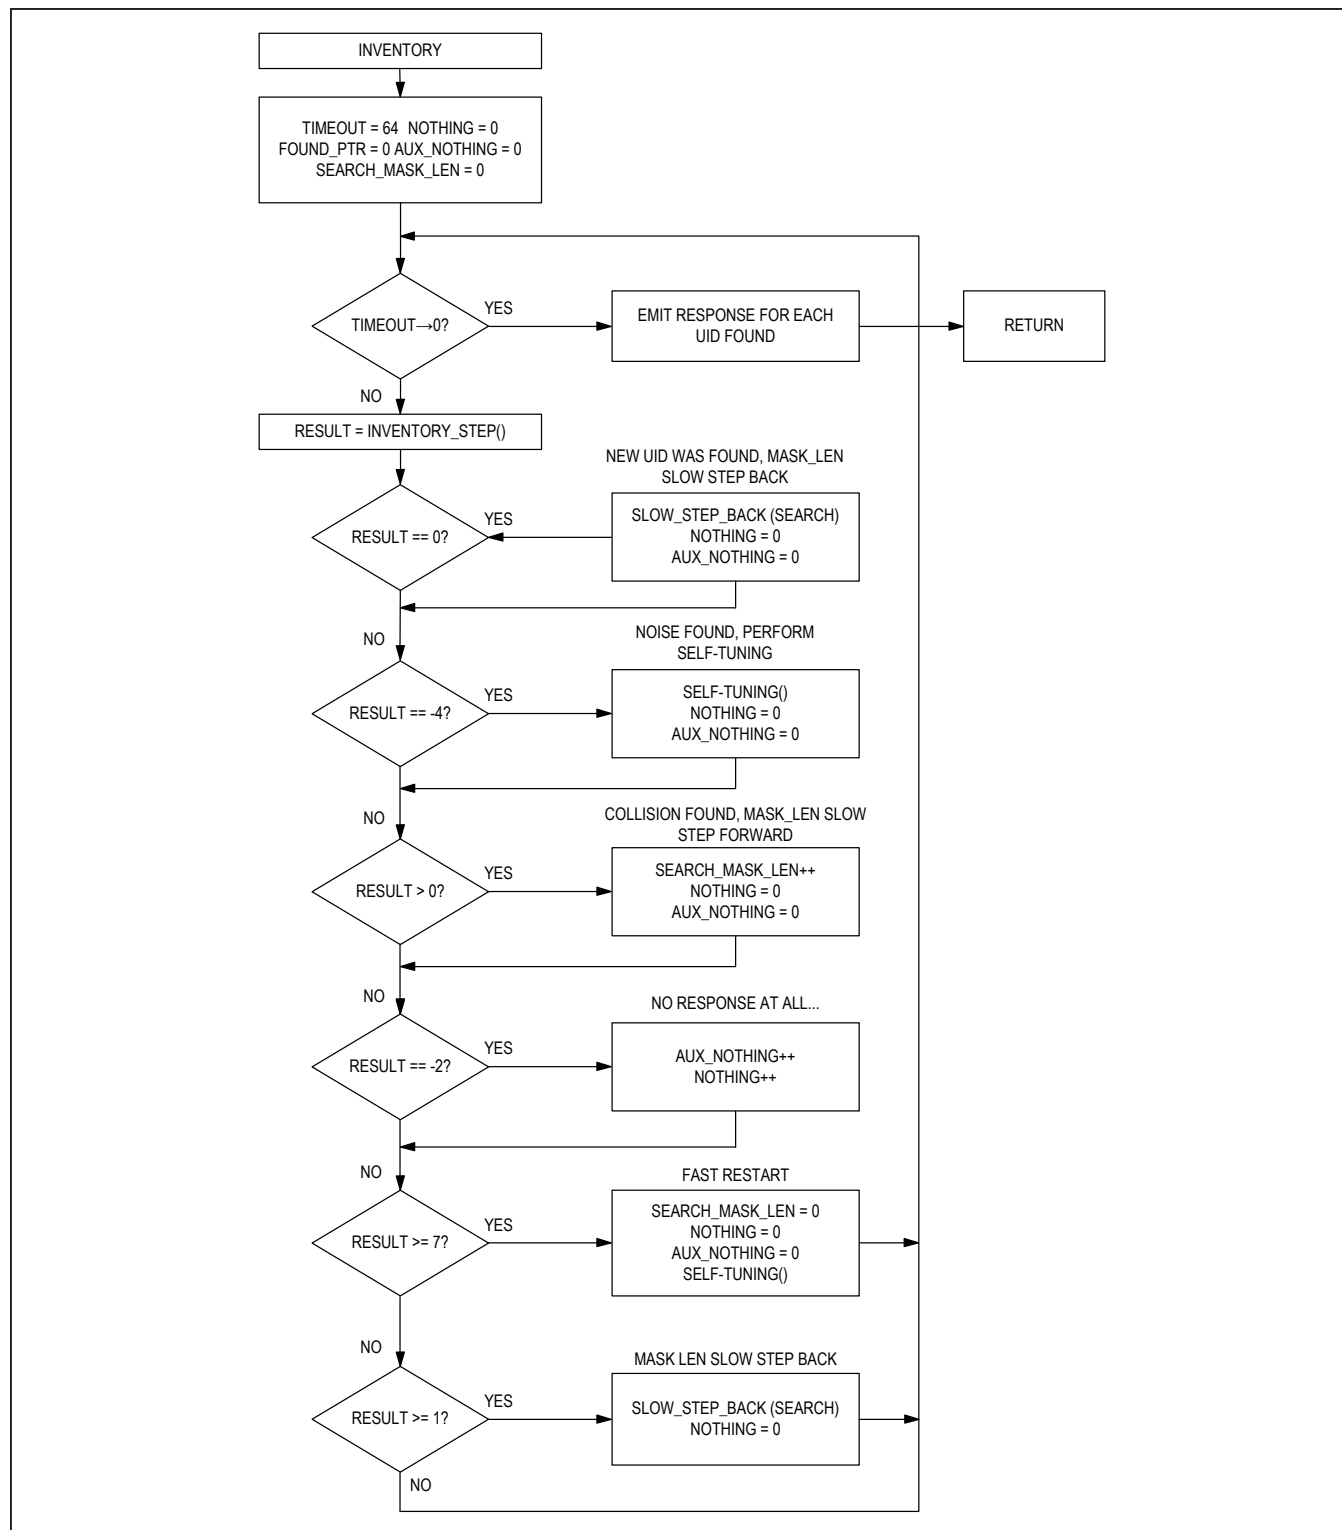 INVENTORY
TIMEOUT = 64 NOTHING = 0
FOUND_PTR = 0 AUX_NOTHING = 0
SEARCH_MASK_LEN = 0
TIMEOUT→0?
YES
EMIT RESPONSE FOR EACH
UID FOUND
RETURN
NO
RESULT = INVENTORY_STEP()
NEW UID WAS FOUND, MASK_LEN
SLOW STEP BACK
RESULT == 0?
YES
SLOW_STEP_BACK (SEARCH)
NOTHING = 0
AUX_NOTHING = 0
NO
NOISE FOUND, PERFORM
SELF-TUNING
RESULT == -4?
YES
SELF-TUNING()
NOTHING = 0
AUX_NOTHING = 0
NO
COLLISION FOUND, MASK_LEN SLOW
STEP FORWARD
RESULT > 0?
YES
SEARCH_MASK_LEN++
NOTHING = 0
AUX_NOTHING = 0
NO
NO RESPONSE AT ALL...
RESULT == -2?
YES
AUX_NOTHING++
NOTHING++
NO
FAST RESTART
RESULT >= 7?
YES
SEARCH_MASK_LEN = 0
NOTHING = 0
AUX_NOTHING = 0
SELF-TUNING()
NO
MASK LEN SLOW STEP BACK
RESULT >= 1?
YES
SLOW_STEP_BACK (SEARCH)
NOTHING = 0
NO